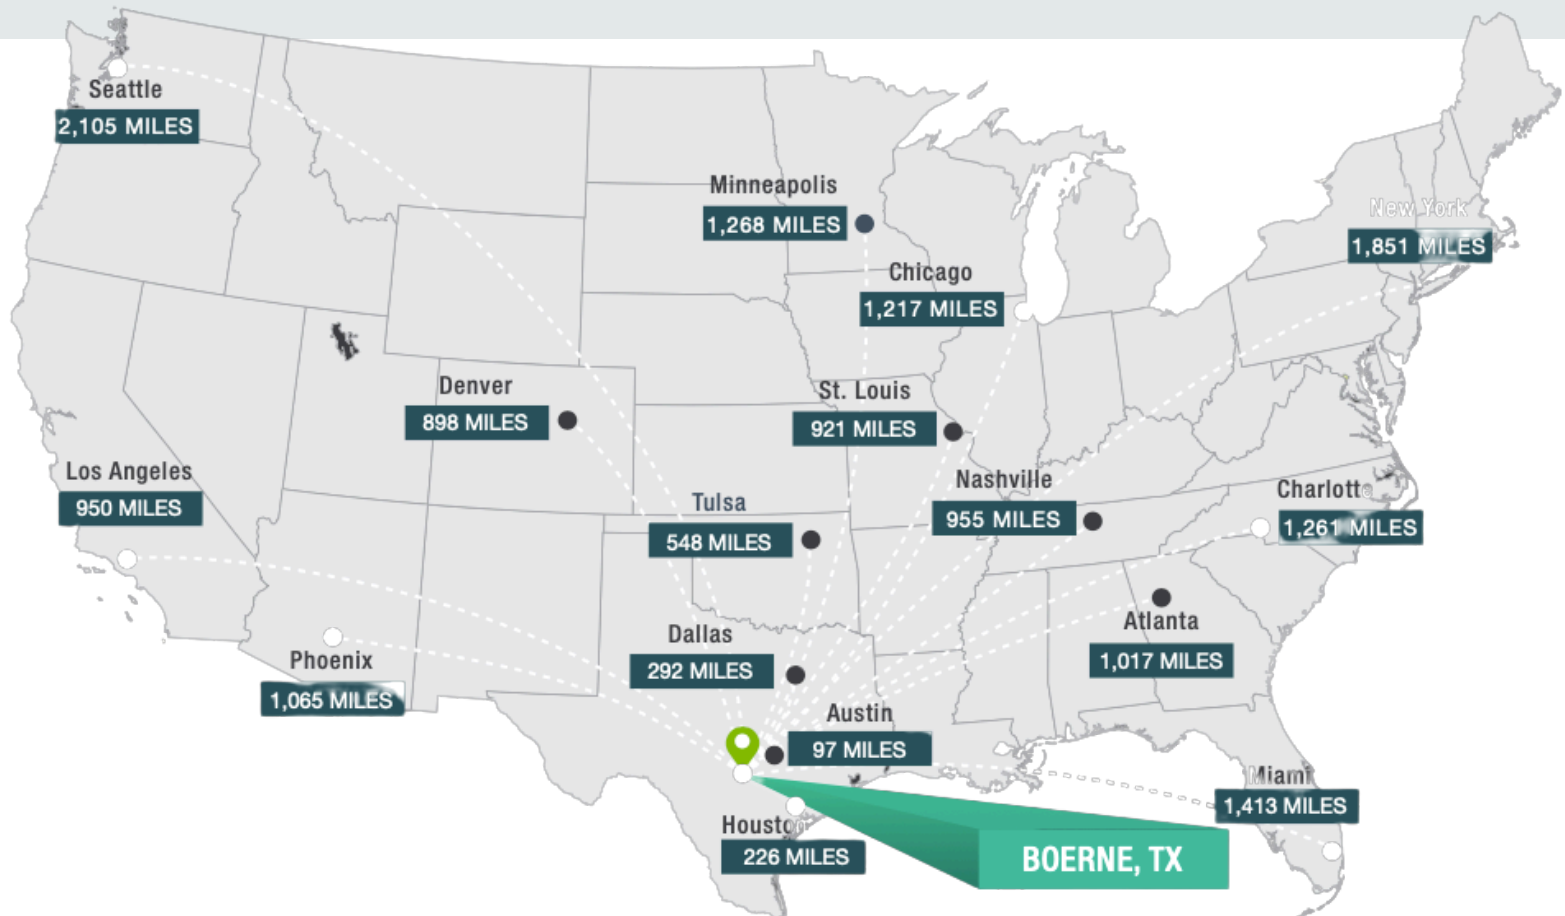 Seattle
2,105 MILES
Minneapolis
1,268 MILES
New York
1,851 MILES
Chicago
1,217 MILES
Denver
898 MILES
St. Louis
921 MILES
Los Angeles
950 MILES
Nashville
955 MILES
Charlotte
1,261 MILES
Tulsa
548 MILES
Atlanta
1,017 MILES
Dallas
292 MILES
Phoenix
1,065 MILES
Austin
97 MILES
Miami
1,413 MILES
Houston
226 MILES
BOERNE, TX